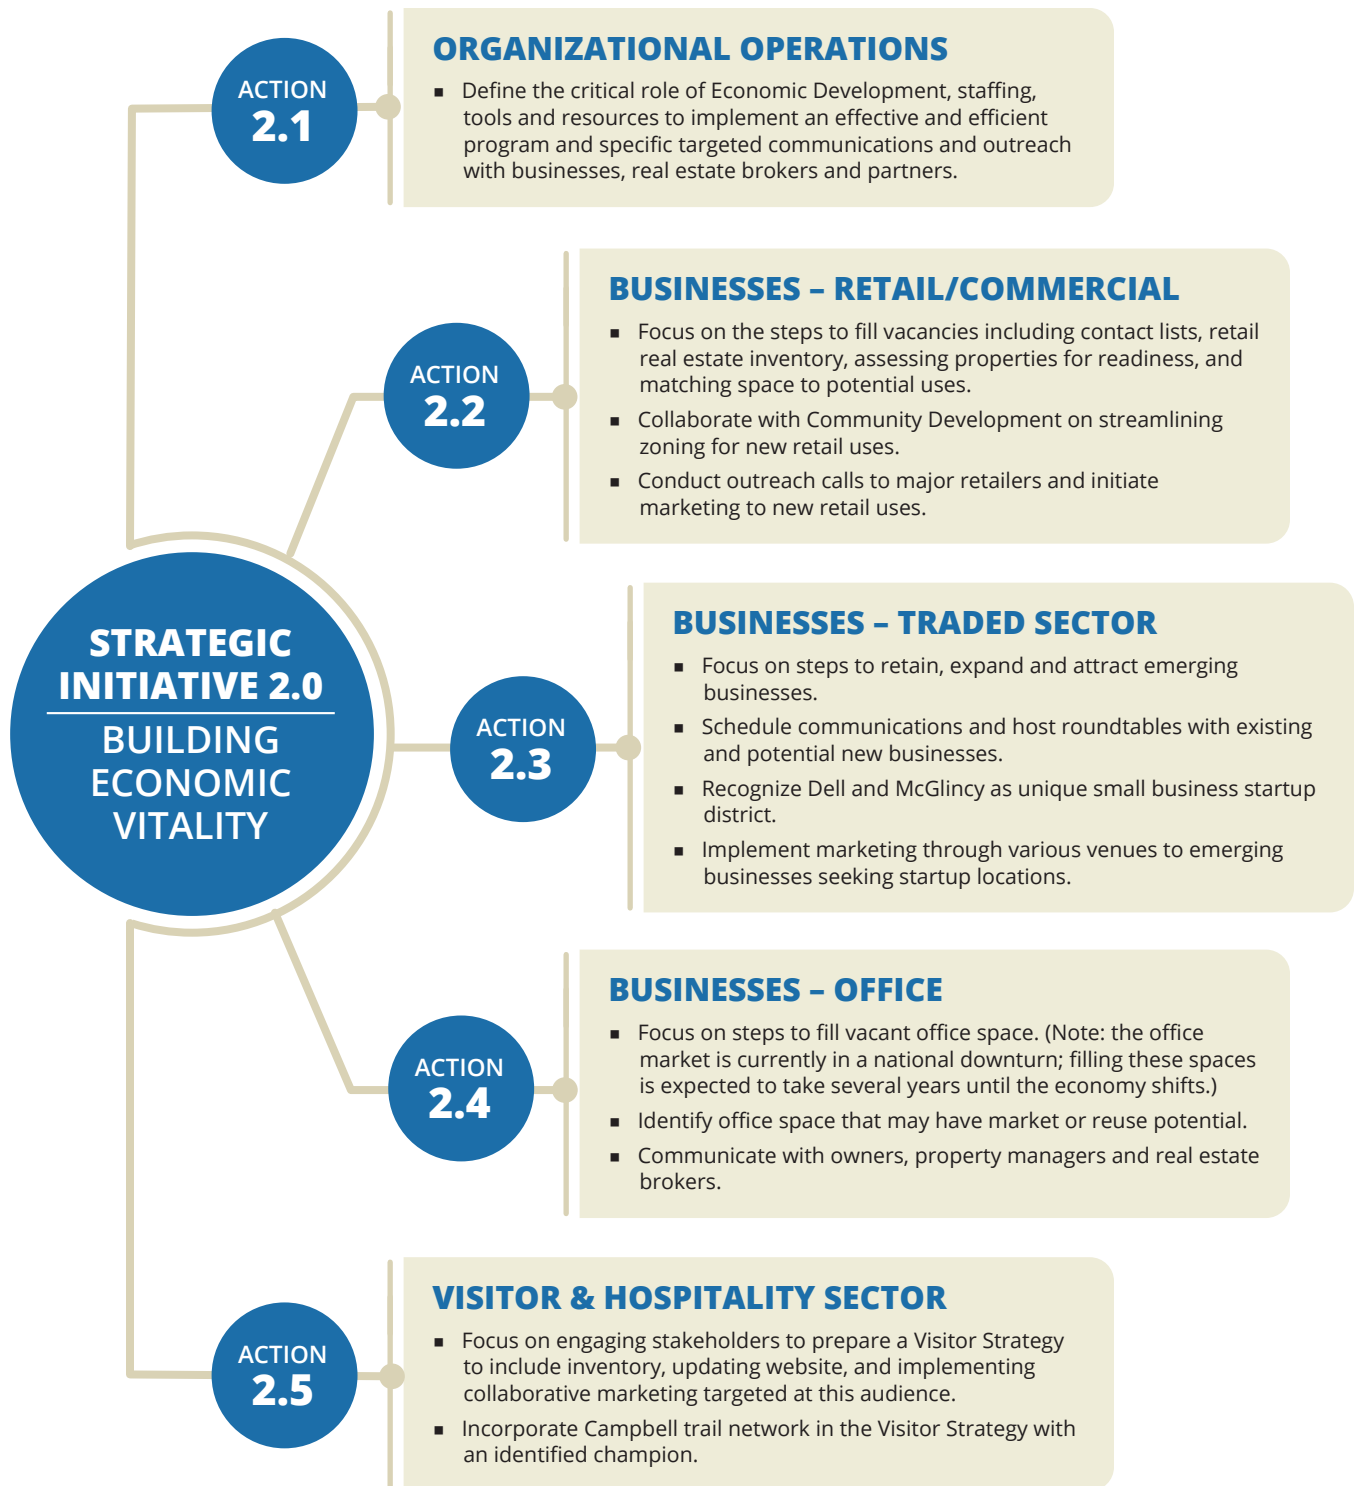 ACTION
2.1
ORGANIZATIONAL OPERATIONS
▪ Define the critical role of Economic Development, staffing,
tools and resources to implement an effective and efficient
program and specific targeted communications and outreach
with businesses, real estate brokers and partners.
ACTION
2.2
BUSINESSES – RETAIL/COMMERCIAL
▪ Focus on the steps to fill vacancies including contact lists, retail
real estate inventory, assessing properties for readiness, and
matching space to potential uses.
▪ Collaborate with Community Development on streamlining
zoning for new retail uses.
▪ Conduct outreach calls to major retailers and initiate
marketing to new retail uses.
STRATEGIC
INITIATIVE 2.0
BUILDING
ECONOMIC
VITALITY
ACTION
2.3
BUSINESSES – TRADED SECTOR
▪ Focus on steps to retain, expand and attract emerging
businesses.
▪ Schedule communications and host roundtables with existing
and potential new businesses.
▪ Recognize Dell and McGlincy as unique small business startup
district.
▪ Implement marketing through various venues to emerging
businesses seeking startup locations.
ACTION
2.4
BUSINESSES – OFFICE
▪ Focus on steps to fill vacant office space. (Note: the office
market is currently in a national downturn; filling these spaces
is expected to take several years until the economy shifts.)
▪ Identify office space that may have market or reuse potential.
▪ Communicate with owners, property managers and real estate
brokers.
ACTION
2.5
VISITOR & HOSPITALITY SECTOR
▪ Focus on engaging stakeholders to prepare a Visitor Strategy
to include inventory, updating website, and implementing
collaborative marketing targeted at this audience.
▪ Incorporate Campbell trail network in the Visitor Strategy with
an identified champion.